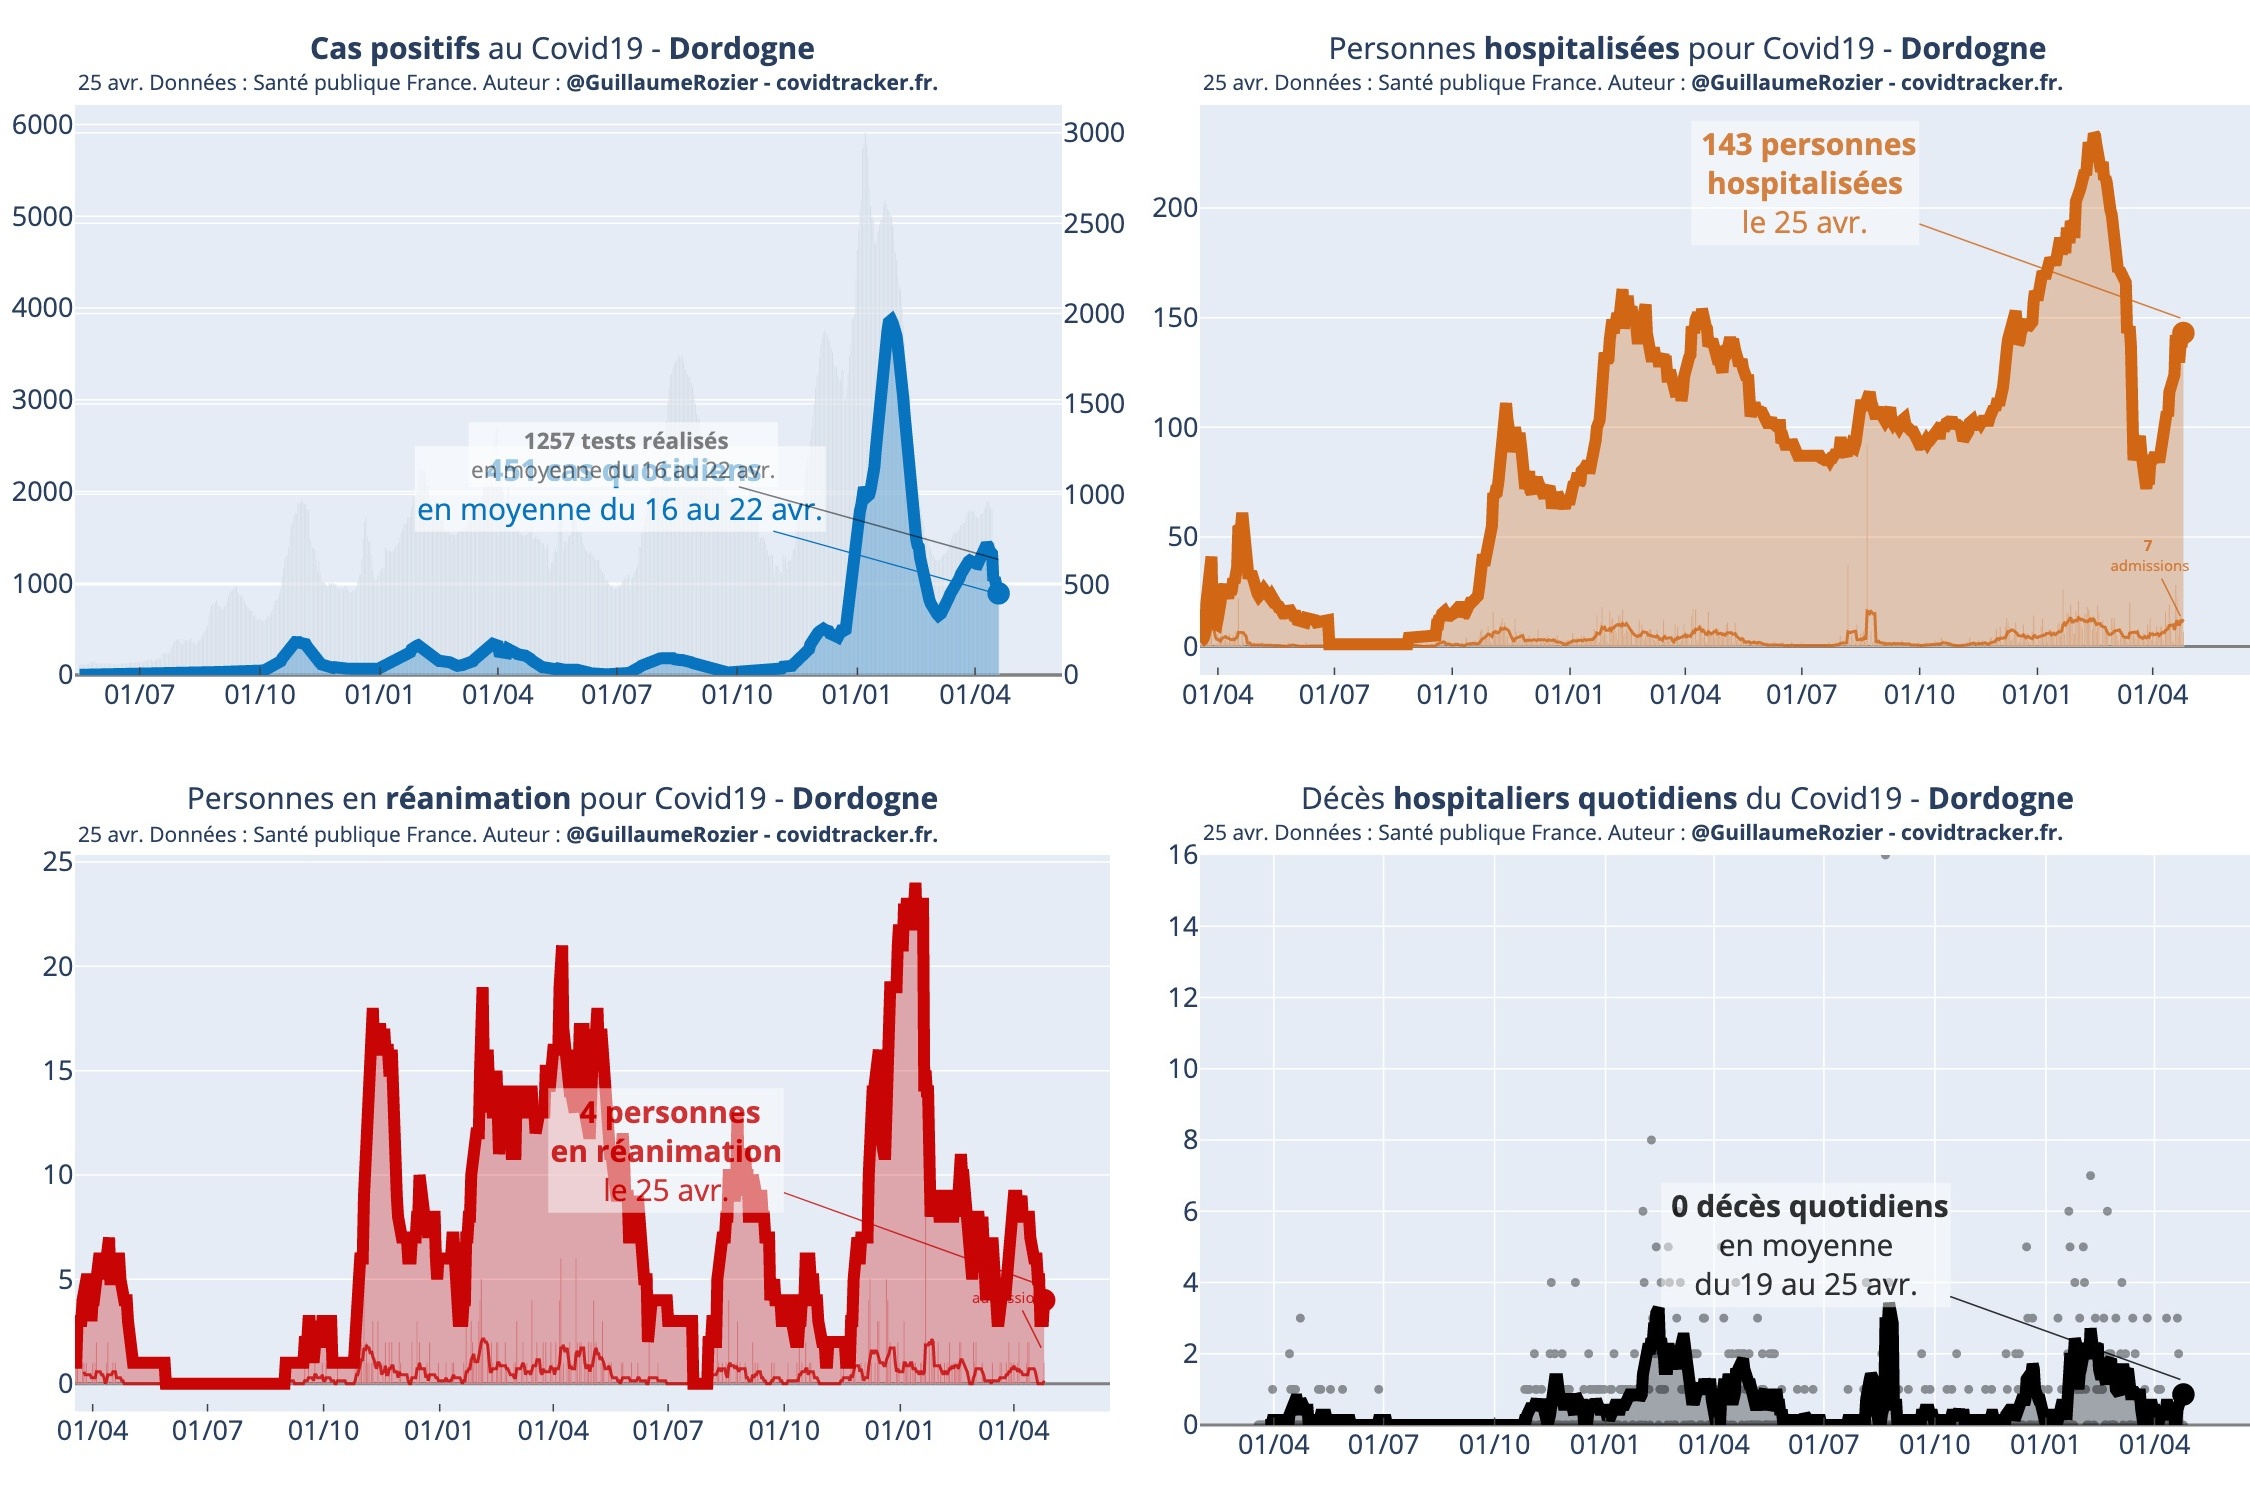 Cas positifs au Covid19 - Dordogne
25 avr. Données : Santé publique France. Auteur : @GuillaumeRozier - covidtracker.fr.
6000
5000
4000
3000
2000
1000
0
3000
2500
2000
1500
1000
500
0
1257 tests réalisés
en moyenne du 16 au 22 avr.
451 cas quotidiens
en moyenne du 16 au 22 avr.
01/07 01/10 01/01 01/04 01/07 01/10 01/01 01/04
Personnes hospitalisées pour Covid19 - Dordogne
25 avr. Données : Santé publique France. Auteur : @GuillaumeRozier - covidtracker.fr.
200
150
100
50
0
143 personnes
hospitalisées
le 25 avr.
7
admissions
01/04 01/07 01/10 01/01 01/04 01/07 01/10 01/01 01/04
Personnes en réanimation pour Covid19 - Dordogne
25 avr. Données : Santé publique France. Auteur : @GuillaumeRozier - covidtracker.fr.
25
20
15
10
5
0
4 personnes
en réanimation
le 25 avr.
01/04 01/07 01/10 01/01 01/04 01/07 01/10 01/01 01/04
Décès hospitaliers quotidiens du Covid19 - Dordogne
25 avr. Données : Santé publique France. Auteur : @GuillaumeRozier - covidtracker.fr.
16
14
12
10
8
6
4
2
0
0 décès quotidiens
en moyenne
du 19 au 25 avr.
01/04 01/07 01/10 01/01 01/04 01/07 01/10 01/01 01/04